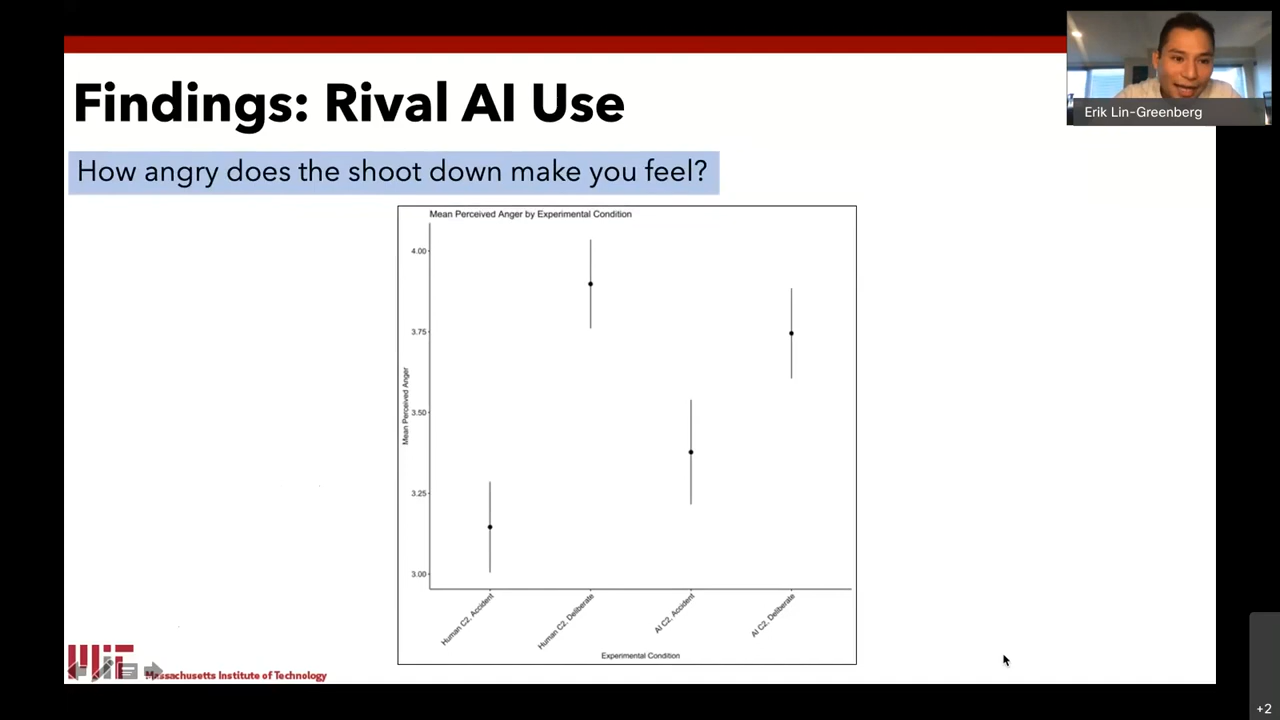 Findings: Rival AI Use
Erik Lin-Greenberg
How angry does the shoot down make you feel?
Mean Perceived Anger by Experimental Condition
Mean Perceived Anger
4.00
3.75
3.50
3.25
3.00
Human C2, Accident
Human C2, Deliberate
AI C2, Accident
AI C2, Deliberate
Experimental Condition
MIT
Massachusetts Institute of Technology
+2